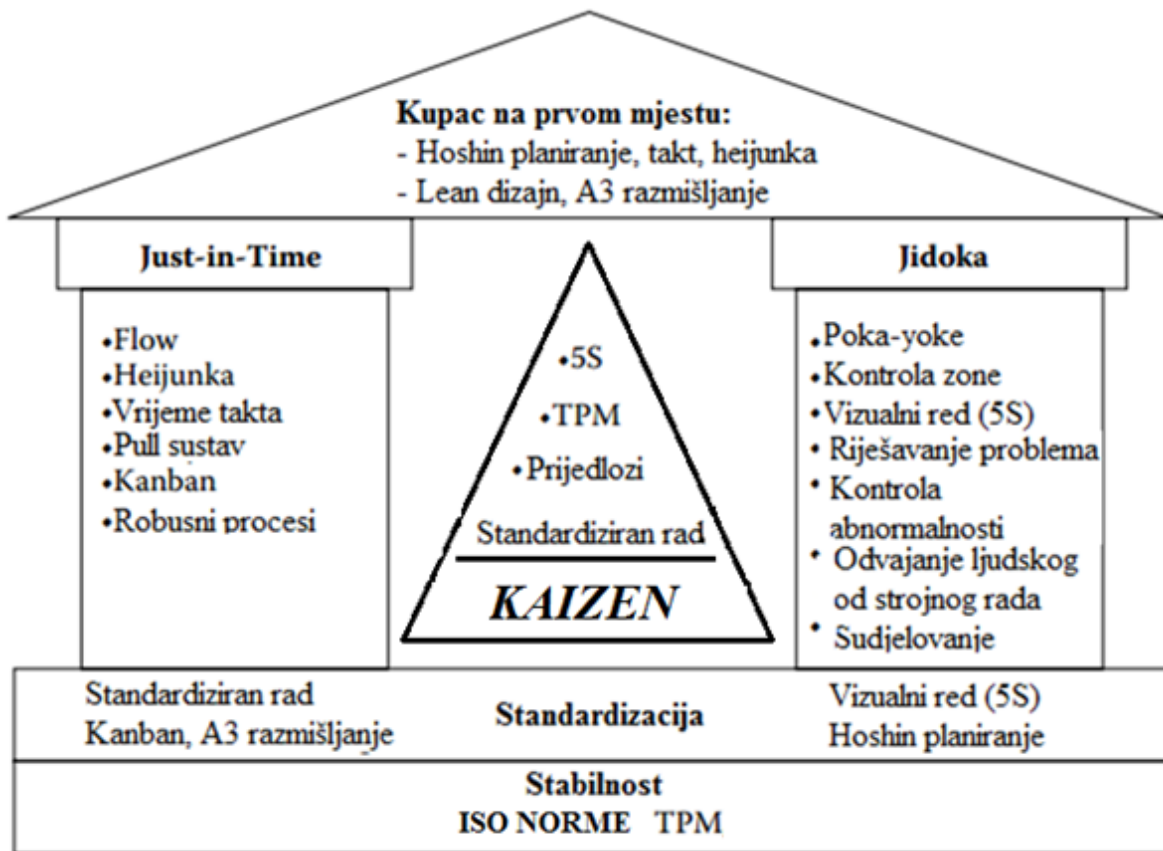 Kupac na prvom mjestu:
- Hoshin planiranje, takt, heijunka
- Lean dizajn, A3 razmišljanje
Just-in-Time
•Flow
•Heijunka
•Vrijeme takta
•Pull sustav
•Kanban
•Robusni procesi
•5S
•TPM
•Prijedlozi
Standardiziran rad
KAIZEN
Jidoka
•Poka-yoke
•Kontrola zone
•Vizualni red (5S)
•Riješavanje problema
• Kontrola
abnormalnosti
• Odvajanje ljudskog
od strojnog rada
• Sudjelovanje
Standardiziran rad
Kanban, A3 razmišljanje
Standardizacija
Vizualni red (5S)
Hoshin planiranje
Stabilnost
ISO NORME TPM